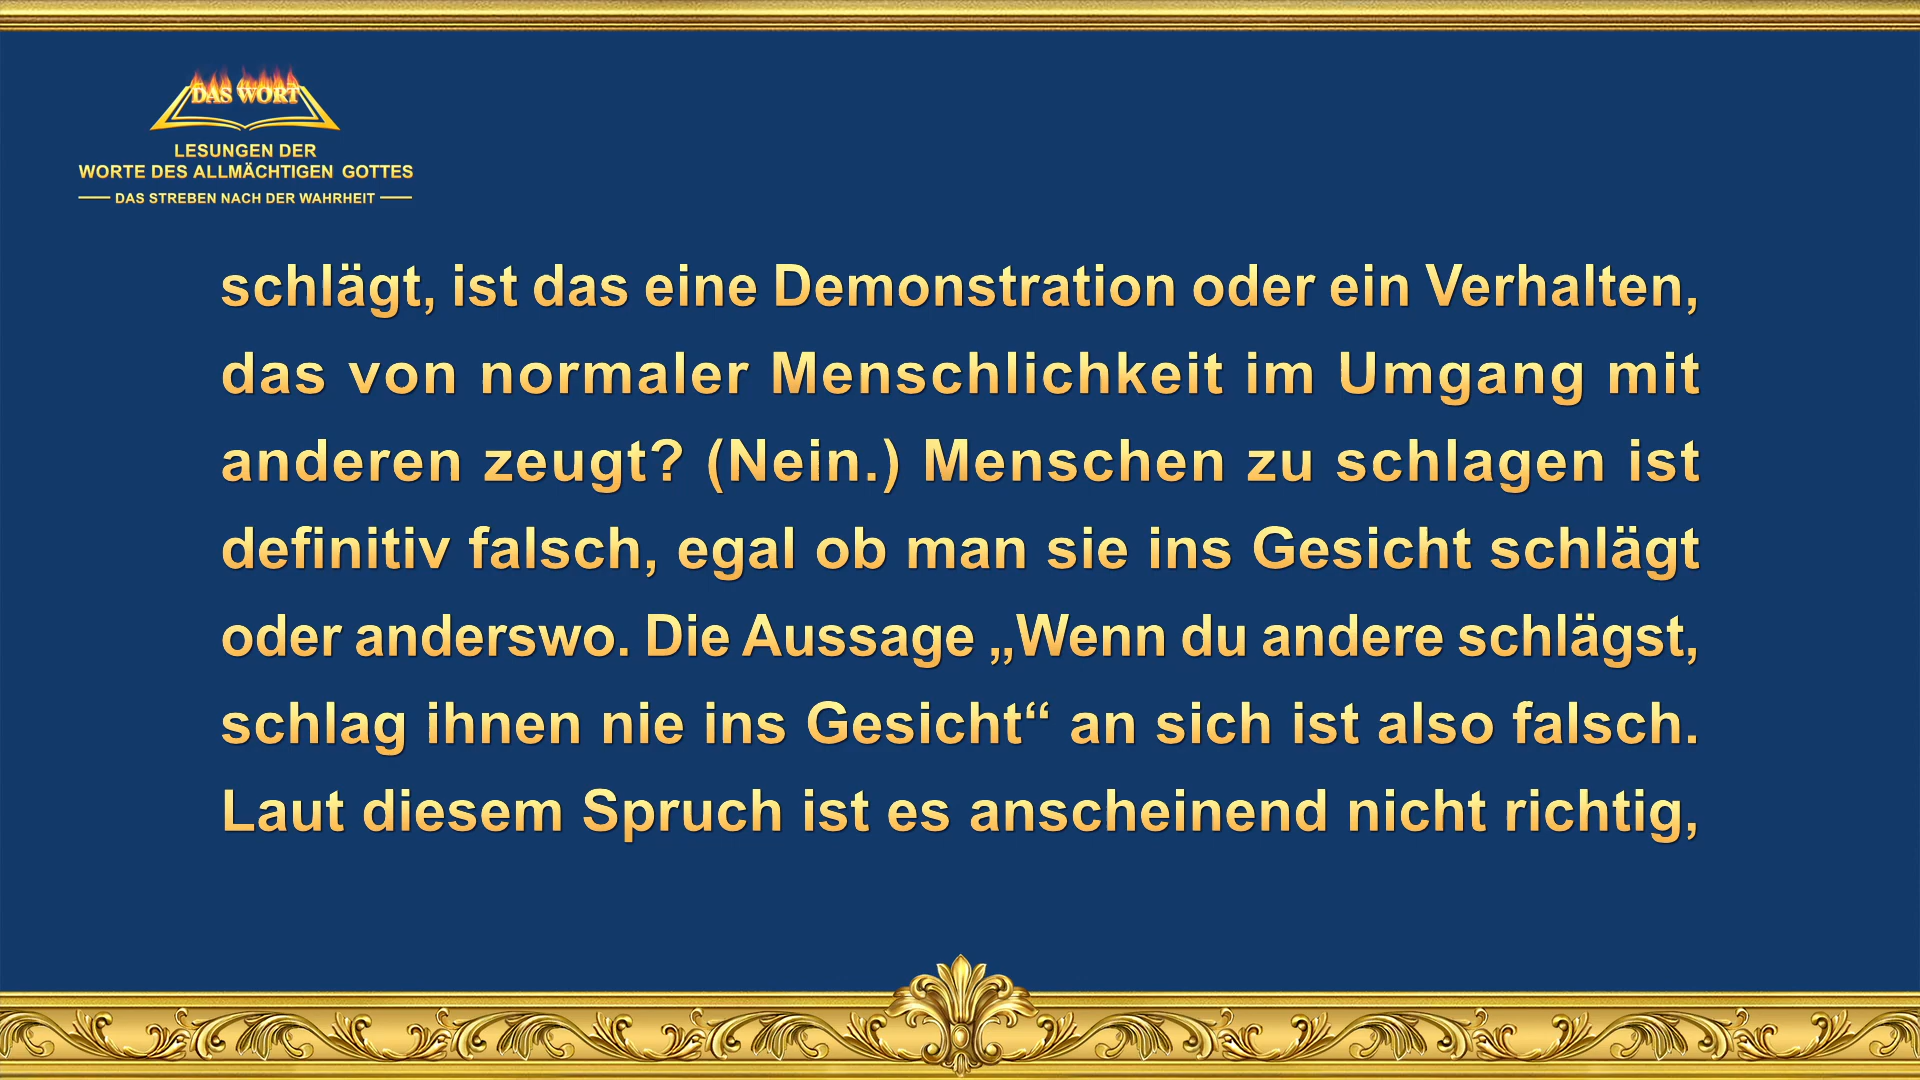 DAS WORT
LESUNGEN DER
WORTE DES ALLMÄCHTIGEN GOTTES
DAS STREBEN NACH DER WAHRHEIT
schlägt, ist das eine Demonstration oder ein Verhalten,
das von normaler Menschlichkeit im Umgang mit
anderen zeugt? (Nein.) Menschen zu schlagen ist
definitiv falsch, egal ob man sie ins Gesicht schlägt
oder anderswo. Die Aussage „Wenn du andere schlägst,
schlag ihnen nie ins Gesicht“ an sich ist also falsch.
Laut diesem Spruch ist es anscheinend nicht richtig,